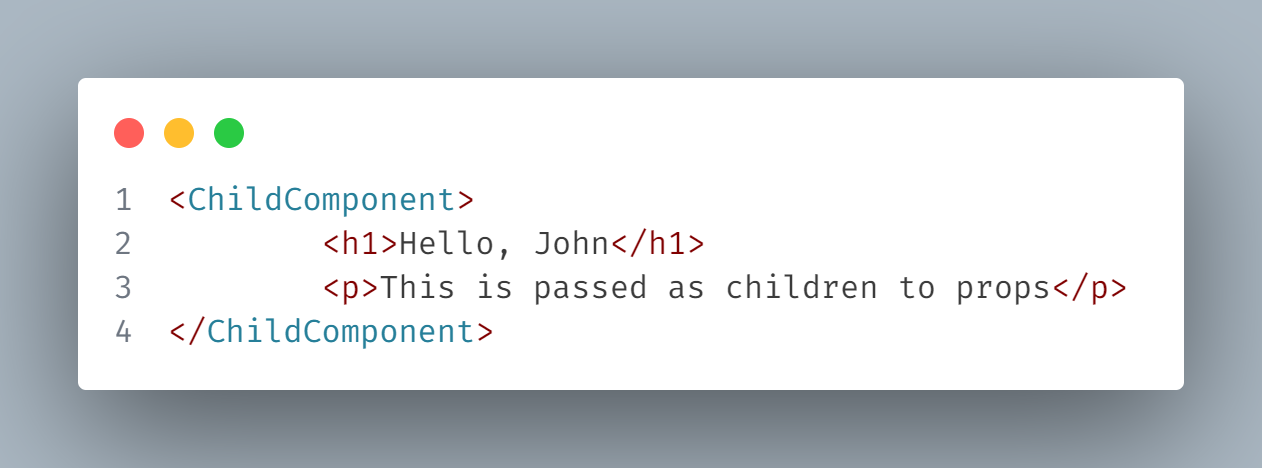 1 <ChildComponent>
2         <h1>Hello, John</h1>
3         <p>This is passed as children to props</p>
4 </ChildComponent>